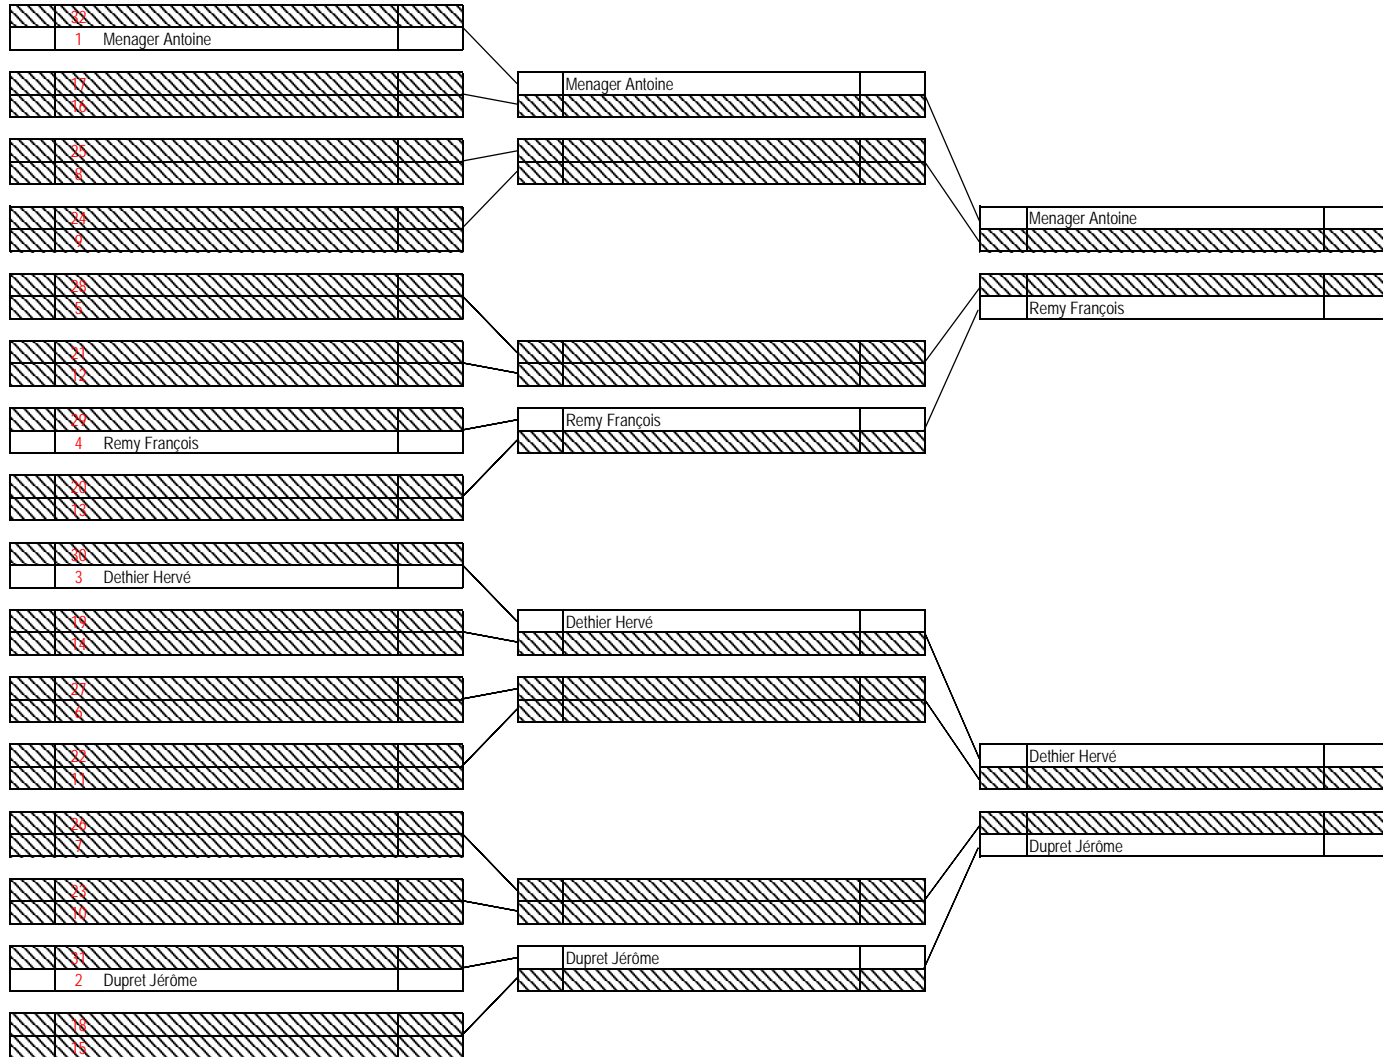 32
1 Menager Antoine
17 Menager Antoine
16
25
8
24 Menager Antoine
9
28
5 Remy François
21
12
29 Remy François
4 Remy François
20
13
30
3 Dethier Hervé
19 Dethier Hervé
14
27
6
22 Dethier Hervé
11
26
7 Dupret Jérôme
23
10
31 Dupret Jérôme
2 Dupret Jérôme
18
15